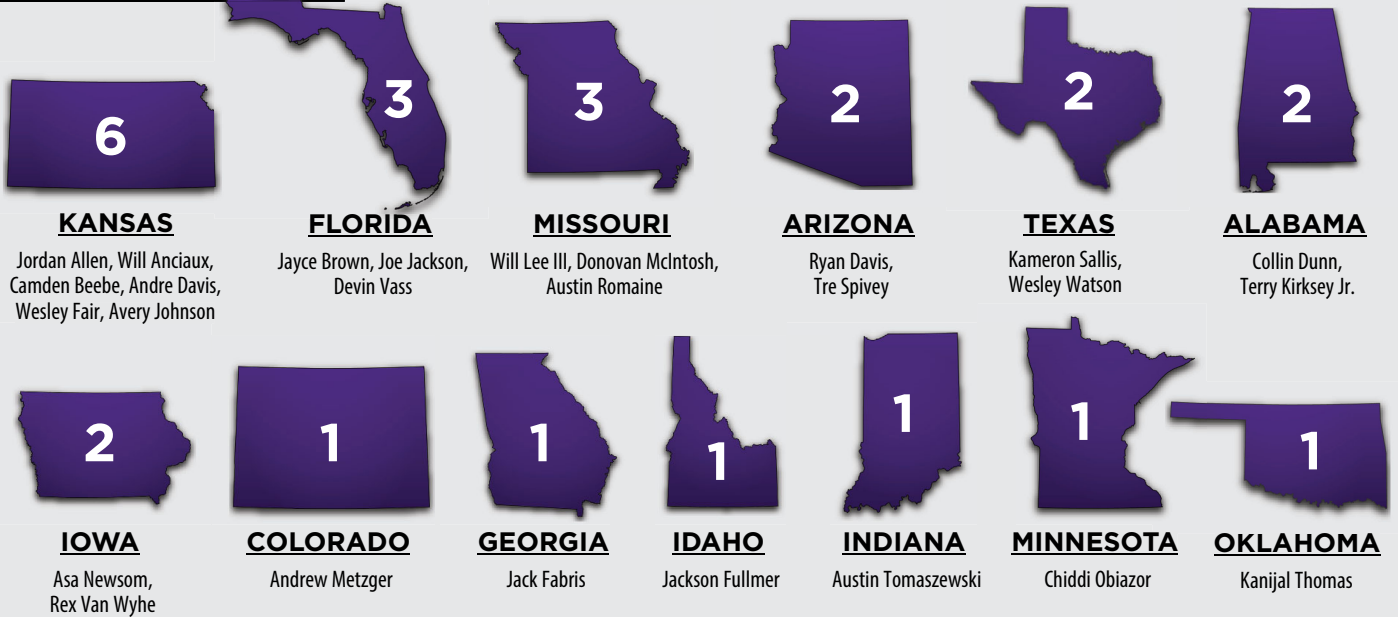 6
3
3
2
2
2
KANSAS
FLORIDA
MISSOURI
ARIZONA
TEXAS
ALABAMA
Jordan Allen, Will Anciaux,
Camden Beebe, Andre Davis,
Wesley Fair, Avery Johnson
Jayce Brown, Joe Jackson,
Devin Vass
Will Lee III, Donovan McIntosh,
Austin Romaine
Ryan Davis,
Tre Spivey
Kameron Sallis,
Wesley Watson
Collin Dunn,
Terry Kirksey Jr.
2
1
1
1
1
1
1
IOWA
COLORADO
GEORGIA
IDAHO
INDIANA
MINNESOTA
OKLAHOMA
Asa Newsom,
Rex Van Wyhe
Andrew Metzger
Jack Fabris
Jackson Fullmer
Austin Tomaszewski
Chiddi Obiazor
Kanijal Thomas